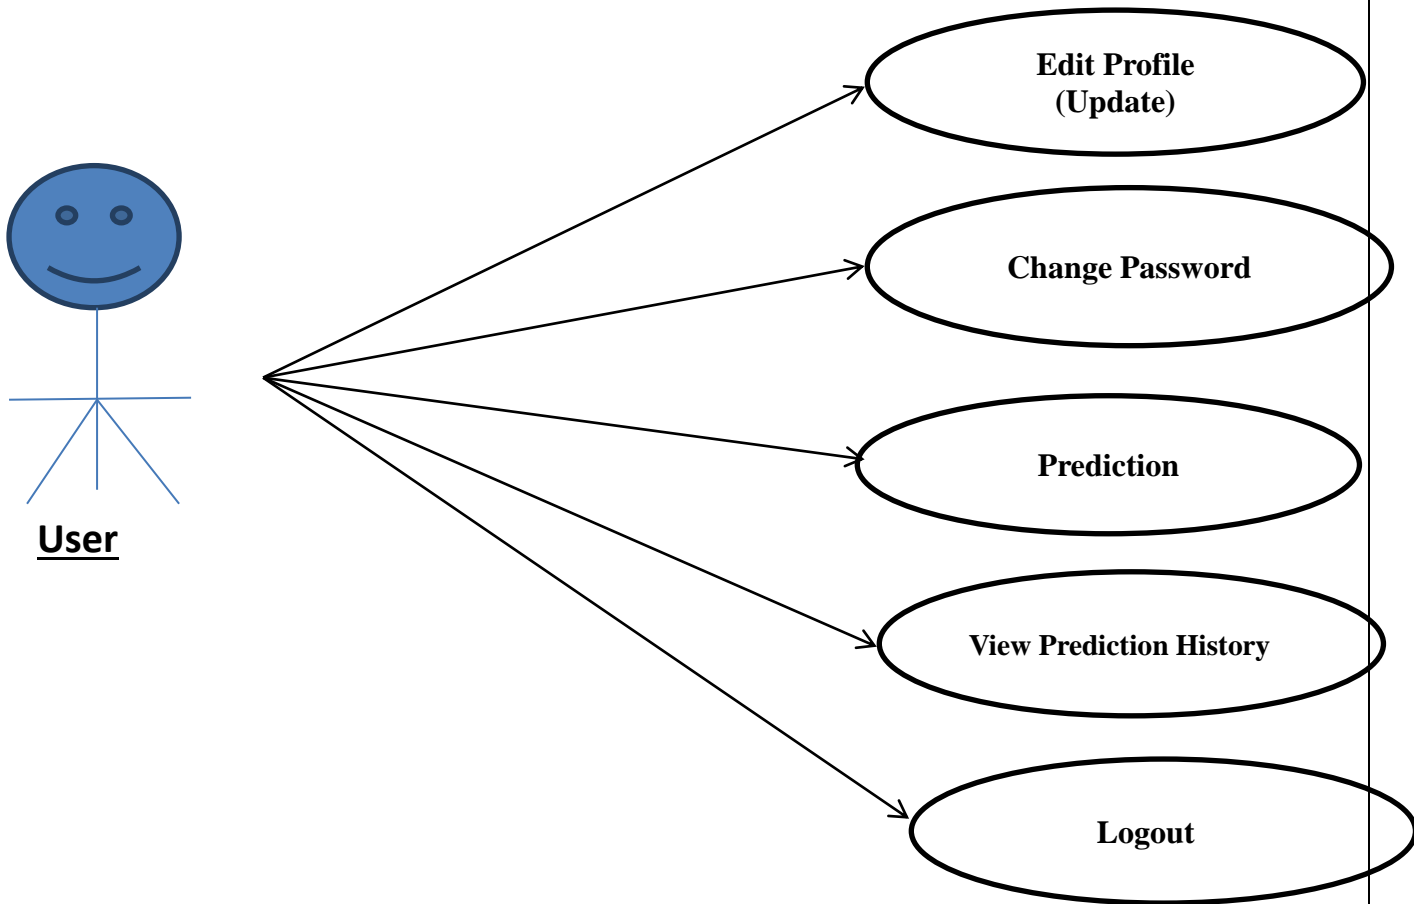 Edit Profile
(Update)
Change Password
Prediction
User
View Prediction History
Logout